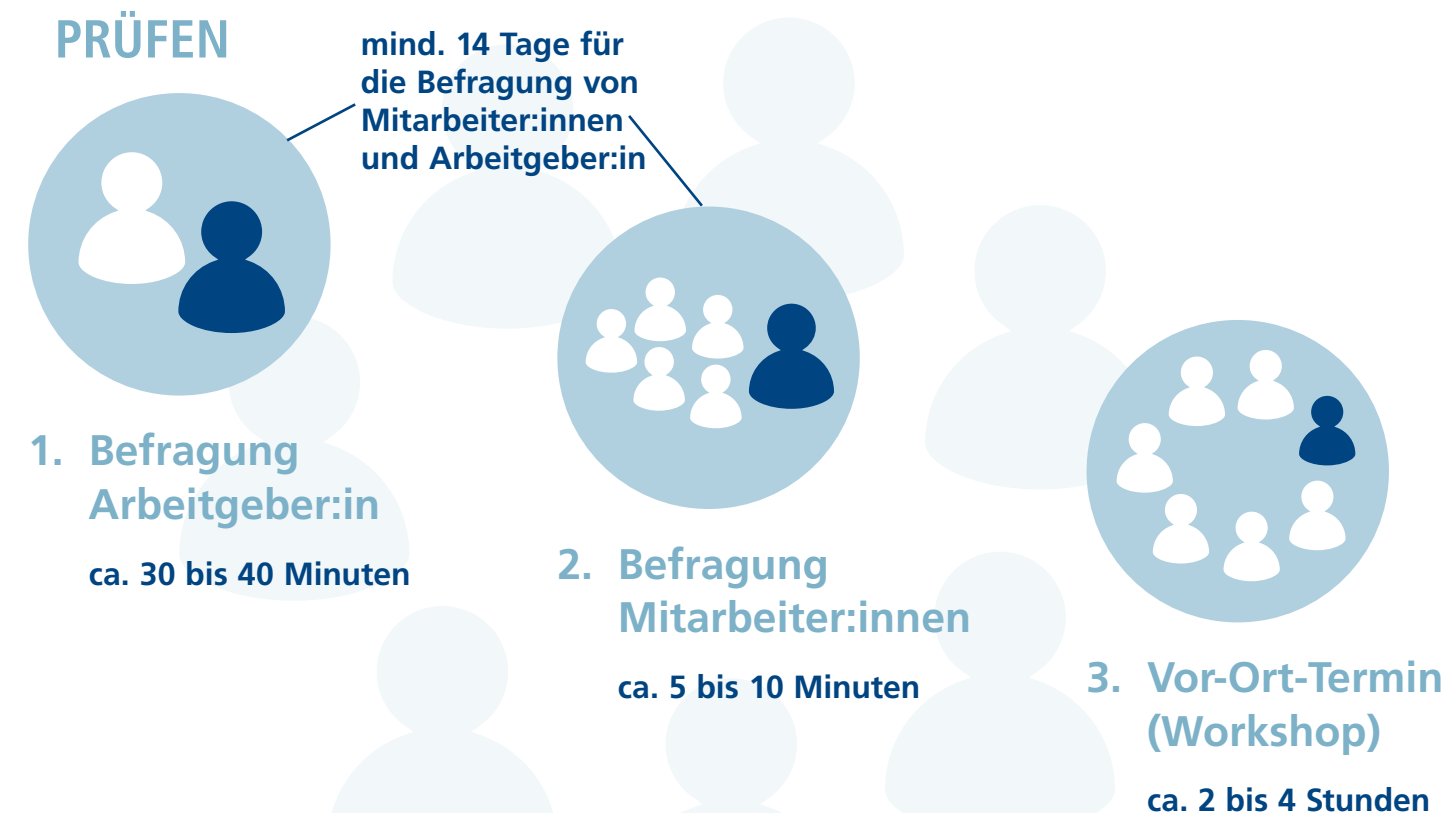 PRÜFEN
mind. 14 Tage für
die Befragung von
Mitarbeiter:innen
und Arbeitgeber:in
1. Befragung
Arbeitgeber:in
ca. 30 bis 40 Minuten
2. Befragung
Mitarbeiter:innen
ca. 5 bis 10 Minuten
3. Vor-Ort-Termin
(Workshop)
ca. 2 bis 4 Stunden